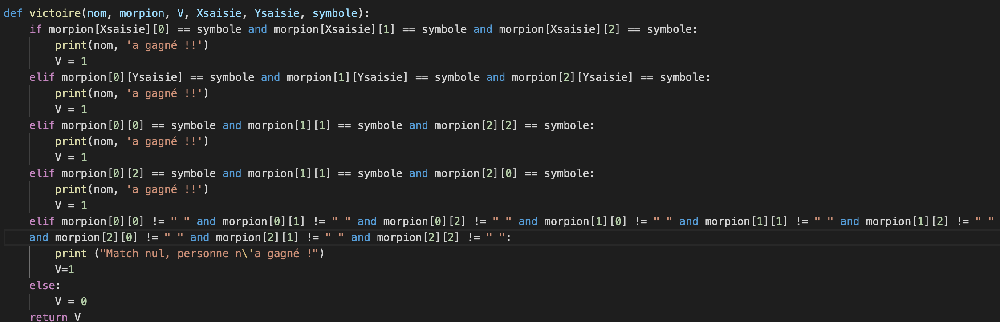 def victoire(nom, morpion, V, Xsaisie, Ysaisie, symbole):
    if morpion[Xsaisie][0] == symbole and morpion[Xsaisie][1] == symbole and morpion[Xsaisie][2] == symbole:
        print(nom, 'a gagné !!')
        V = 1
    elif morpion[0][Ysaisie] == symbole and morpion[1][Ysaisie] == symbole and morpion[2][Ysaisie] == symbole:
        print(nom, 'a gagné !!')
        V = 1
    elif morpion[0][0] == symbole and morpion[1][1] == symbole and morpion[2][2] == symbole:
        print(nom, 'a gagné !!')
        V = 1
    elif morpion[0][2] == symbole and morpion[1][1] == symbole and morpion[2][0] == symbole:
        print(nom, 'a gagné !!')
        V = 1
    elif morpion[0][0] != " " and morpion[0][1] != " " and morpion[0][2] != " " and morpion[1][0] != " " and morpion[1][1] != " " and morpion[1][2] != " "
    and morpion[2][0] != " " and morpion[2][1] != " " and morpion[2][2] != " ":
        print ("Match nul, personne n\'a gagné !")
        V=1
    else:
        V = 0
    return V